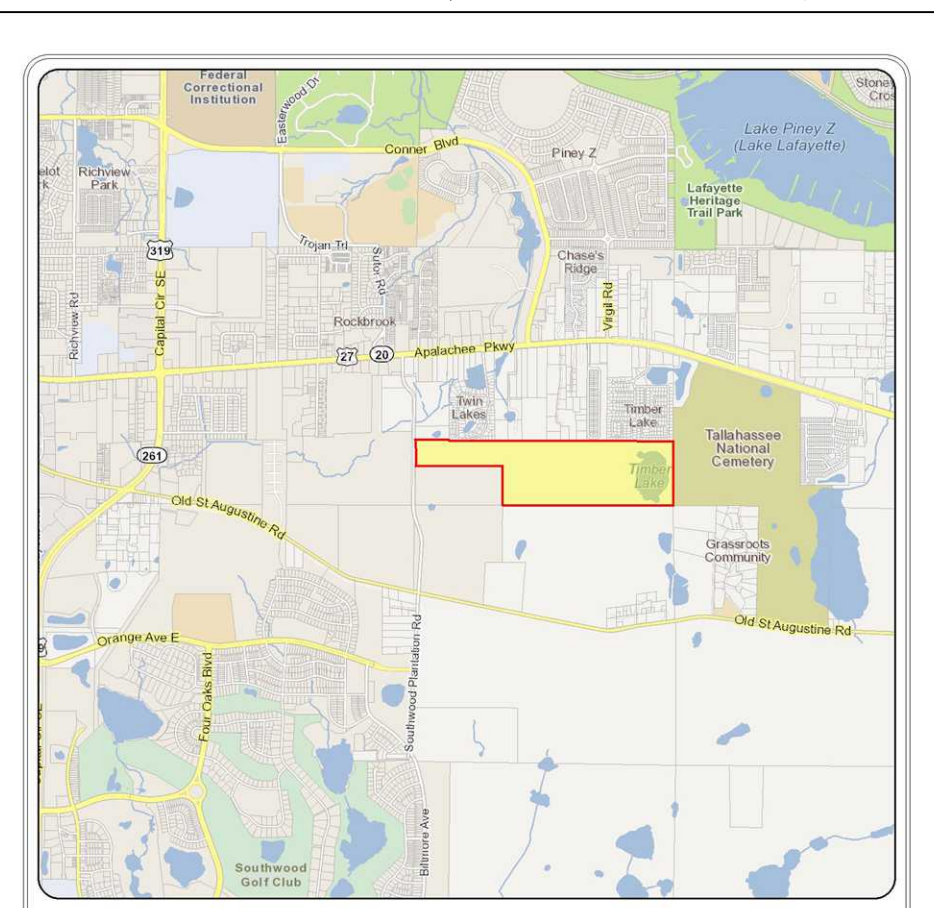 Federal
Correctional
Institution
Easterwood Dr
Stone
Cros
Lake Piney Z
(Lake Lafayette)
Conner Blvd
Piney Z
elot
k
Richview
Park
Lafayette
Heritage
Trail Park
319
Trojan Trl
Sutor Rd
Chase's
Ridge
Capital Cir SE
Richview Rd
Virgil Rd
Rockbrook
27
20
Apalachee Pkwy
Twin
Lakes
Timber
Lake
Tallahassee
National
Cemetery
261
Timber
Lake
Old St Augustine Rd
Grassroots
Community
Old St Augustine Rd
Orange Ave E
9
Four Oaks Blvd
Southwood Plantation Rd
Biltmore Ave
Southwood
Golf Club